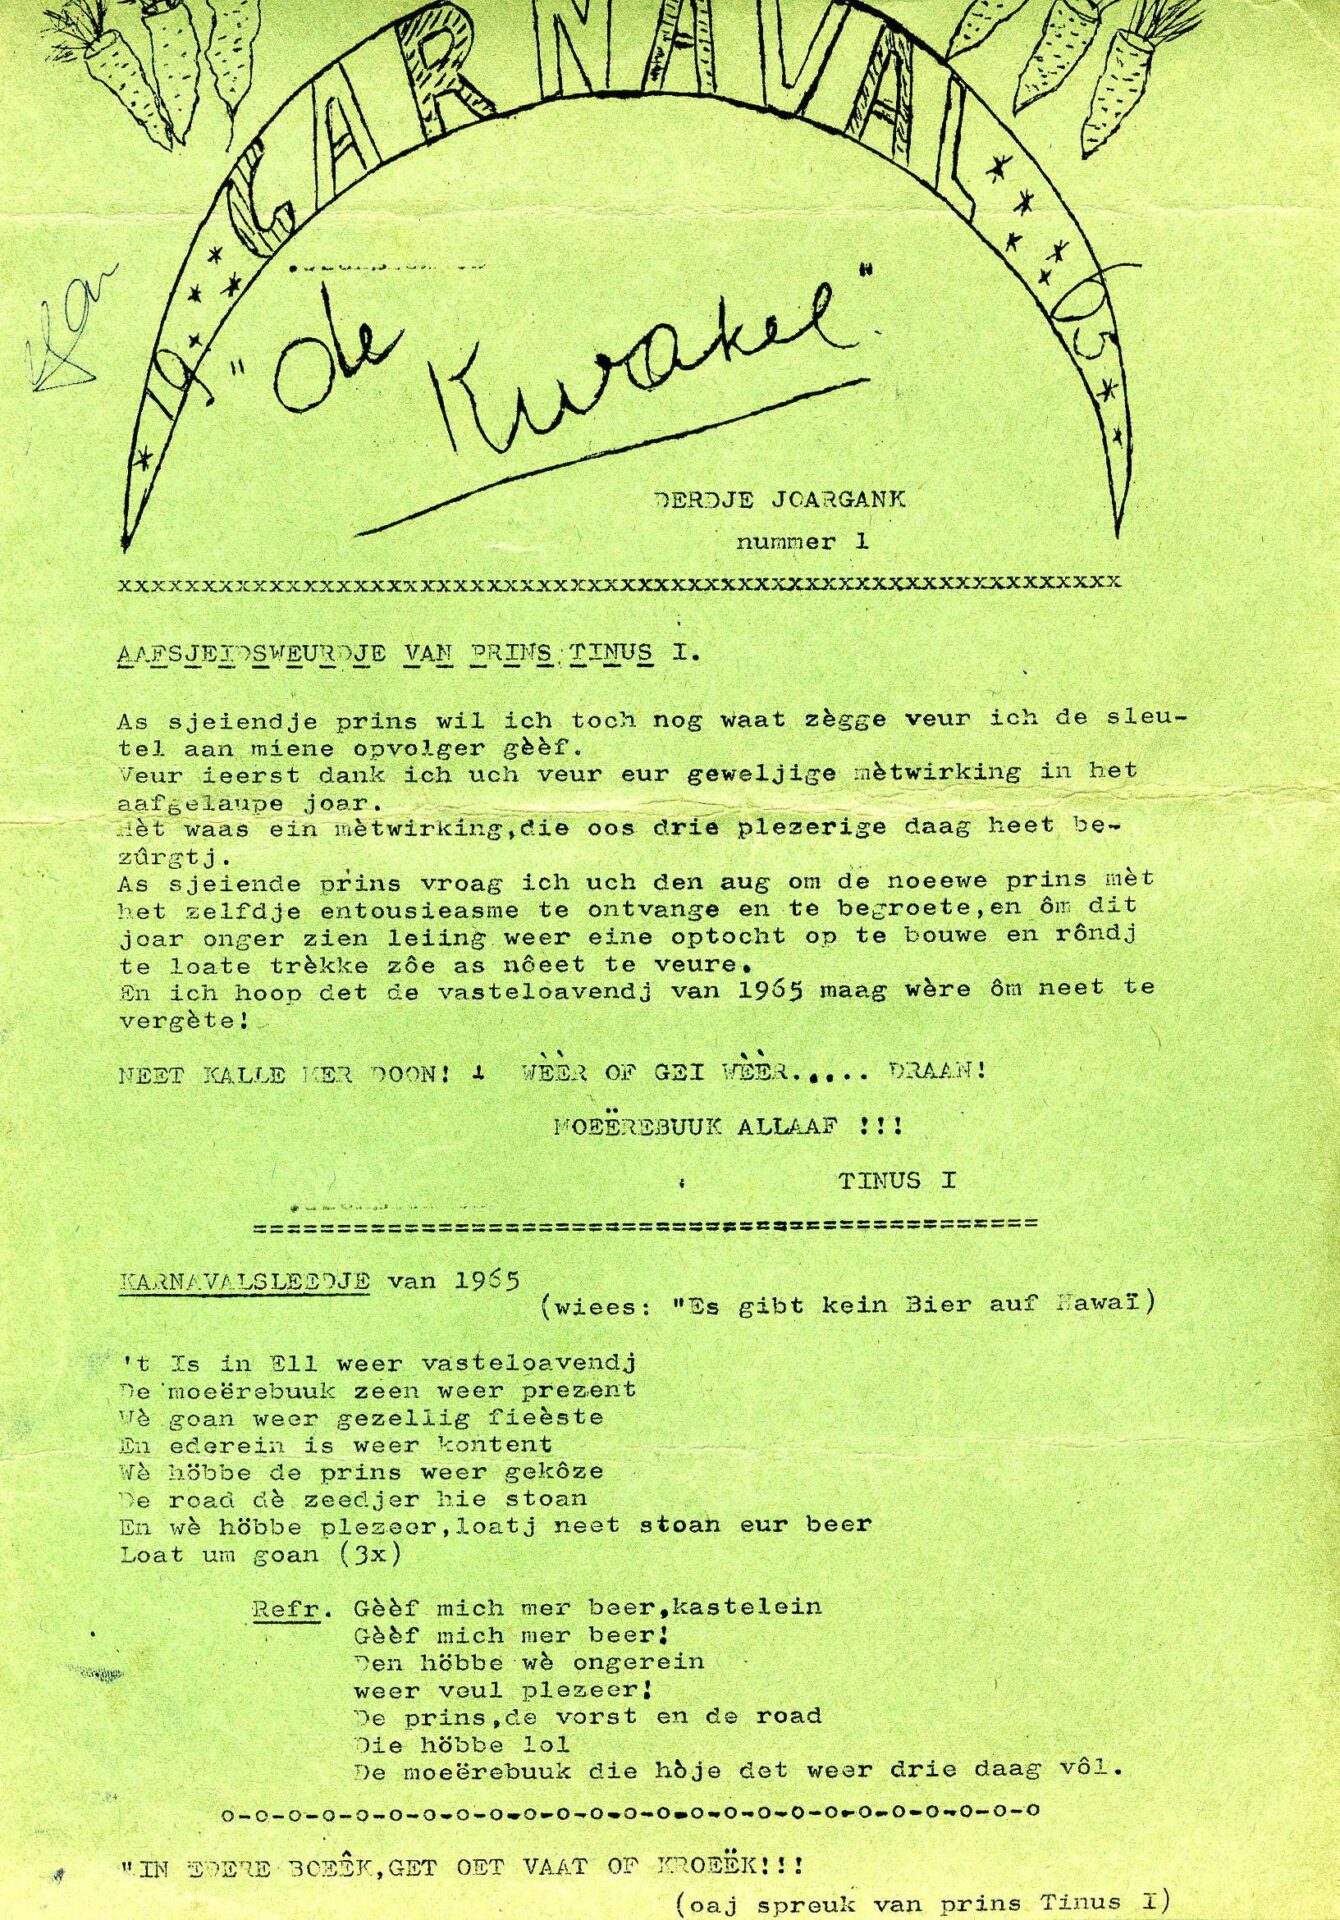 CARNAVAL
19 65
"de Kwakel"
DERDJE JOARGANK
nummer 1
xxxxxxxxxxxxxxxxxxxxxxxxxxxxxxxxxxxxxxxxxxxxxxxxxxxxxxxxxxxx
AAFSJEIDSWEURDJE VAN PRINS TINUS I.
As sjeiendje prins wil ich toch nog waat zègge veur ich de sleu-
tel aan miene opvolger gèèf.
Veur ieerst dank ich uch veur eur geweljige mètwirking in het
aafgelaupe joar.
Hèt waas ein mètwirking,die oos drie plezerige daag heet be-
zûrgtj.
As sjeiende prins vroag ich uch den aug om de noeewe prins mèt
het zelfdje entousieasme te ontvange en te begroete,en ôm dit
joar onger zien leiing weer eine optocht op te bouwe en rôndj
te loate trèkke zôe as nôeet te veure.
En ich hoop det de vasteloavendj van 1965 maag wère ôm neet te
vergète!
NEET KALLE MER DOON! WÈÈR OF GEI WÈÈR..... DRAAN!
MOEËREBUUK ALLAAF !!!
TINUS I
===============================================
KARNAVALSLEEDJE van 1965
(wiees: "Es gibt kein Bier auf Hawaï)
't Is in Ell weer vasteloavendj
De moeërebuuk zeen weer prezent
Wè goan weer gezellig fieèste
En ederein is weer kontent
Wè höbbe de prins weer gekôze
De road dè zeedjer hie stoan
En wè höbbe plezeer,loatj neet stoan eur beer
Loat um goan (3x)
Refr. Gèèf mich mer beer,kastelein
Gèèf mich mer beer!
Den höbbe wè ongerein
weer veul plezeer!
De prins,de vorst en de road
Die höbbe lol
De moeërebuuk die hòje det weer drie daag vôl.
o-o-o-o-o-o-o-o-o-o-o-o-o-o-o-o-o-o-o-o-o-o-o-o-o
"IN EDERE BOEÊK,GET OET VAAT OF KROEËK!!!
(oaj spreuk van prins Tinus I)